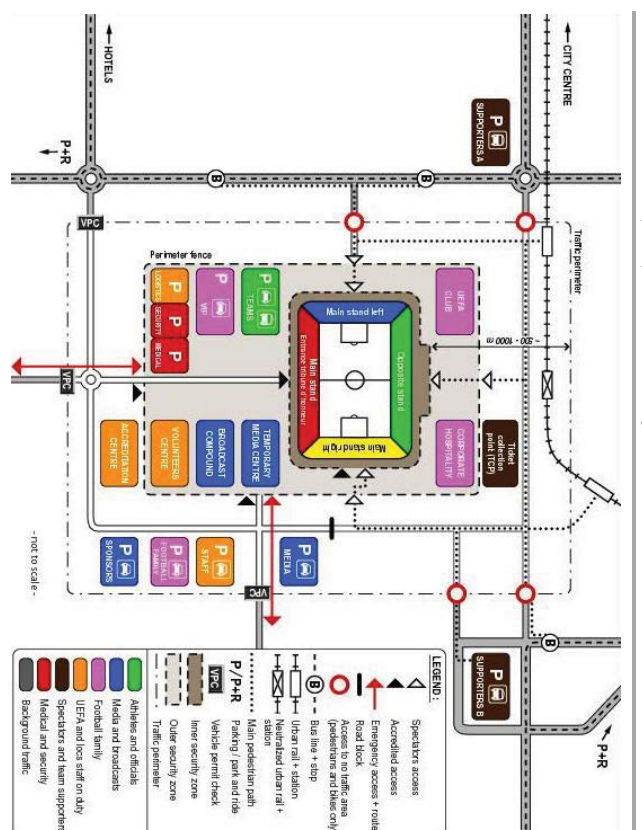 HOTELS
CITY CENTRE
P+R
P
SUPPORTERS A
B
B
VPC
Traffic perimeter
Perimeter fence
P
LOGISTICS
P
SECURITY
P
MEDICAL
P
VIP
P
TEAMS
UEFA
CLUB
~ 500 - 1000 m
Main stand left
Opposite stand
Main stand
Entrance tribune d'honneur
Main stand right
VPC
ACCREDITATION
CENTRE
VOLUNTEERS
CENTRE
BROADCAST
COMPOUND
TEMPORARY
MEDIA CENTRE
CORPORATE
HOSPITALITY
Ticket
collection
point (TCP)
P
SPONSORS
P
FOOTBALL
FAMILY
P
STAFF
P
MEDIA
VPC
- not to scale -
B
P
SUPPORTERS B
P+R
LEGEND :
Spectators access
Accredited access
Emergency access + route
Road block
Access to no traffic area
(pedestrians and bikes only)
B
Bus line + stop
Urban rail + station
Neutralized urban rail +
station
Main pedestrian path
P/P+R
Parking / park and ride
VPC
Vehicle permit check
Inner security zone
Outer security zone
Traffic perimeter
Athletes and officials
Media and broadcasts
Football family
UEFA and locs staff on duty
Spectators and team supporters
Medical and security
Background traffic